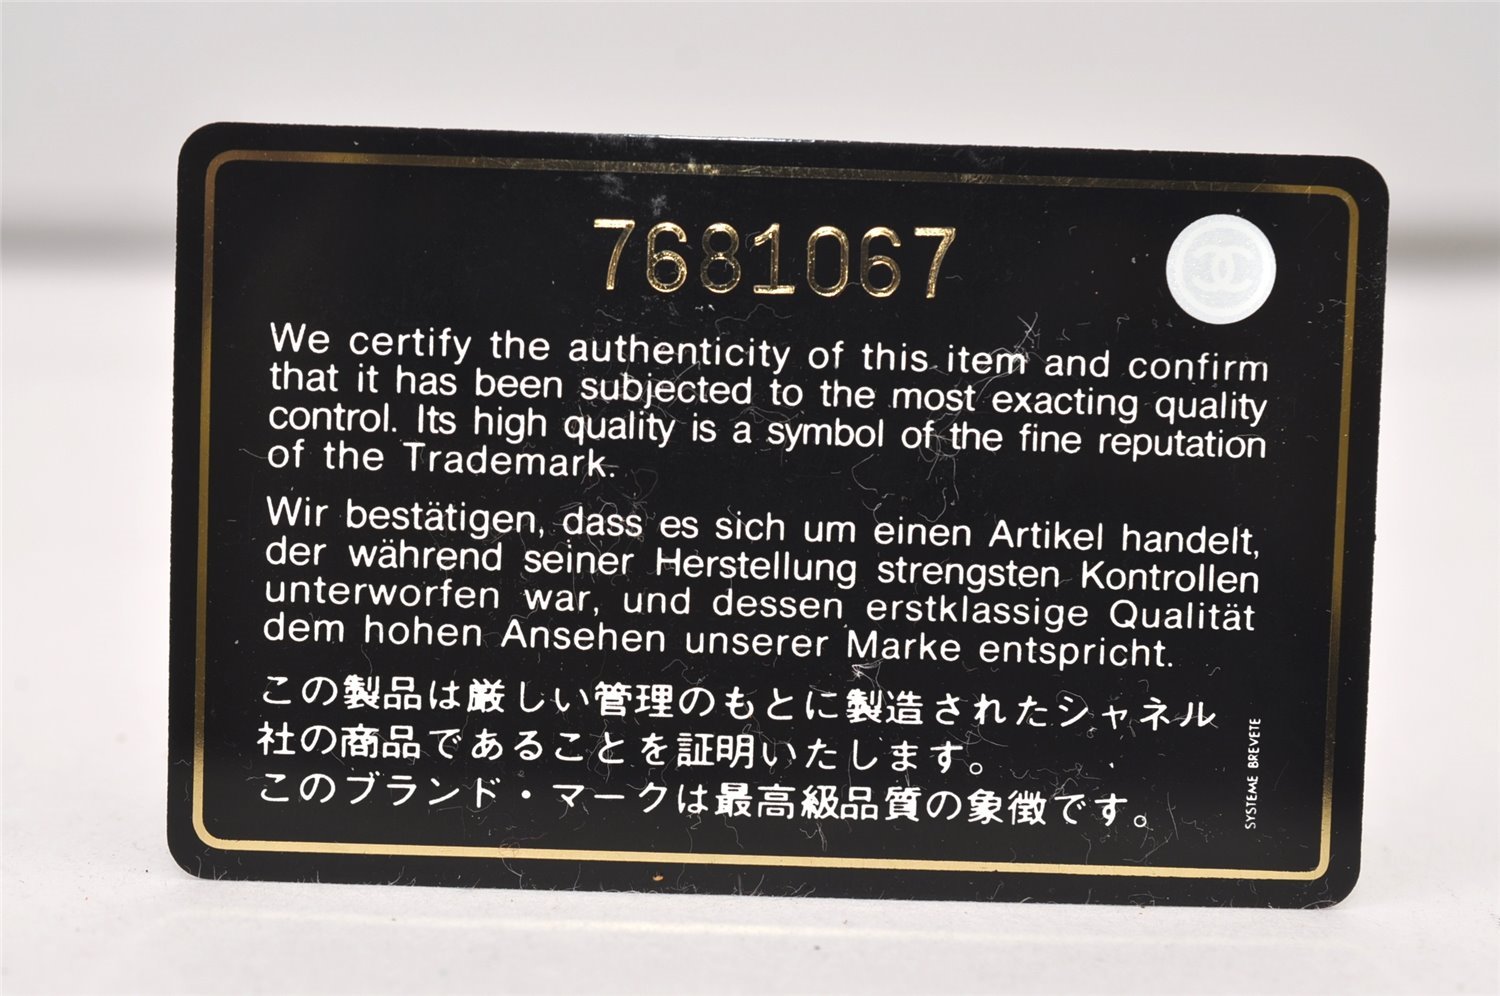 7681067
We certify the authenticity of this item and confirm
that it has been subjected to the most exacting quality
control. Its high quality is a symbol of the fine reputation
of the Trademark.
Wir bestätigen, dass es sich um einen Artikel handelt,
der während seiner Herstellung strengsten Kontrollen
unterworfen war, und dessen erstklassige Qualität
dem hohen Ansehen unserer Marke entspricht.
この製品は厳しい管理のもとに製造されたシャネル
社の商品であることを証明いたします。
このブランド・マークは最高級品質の象徴です。
SYSTEME BREVETE